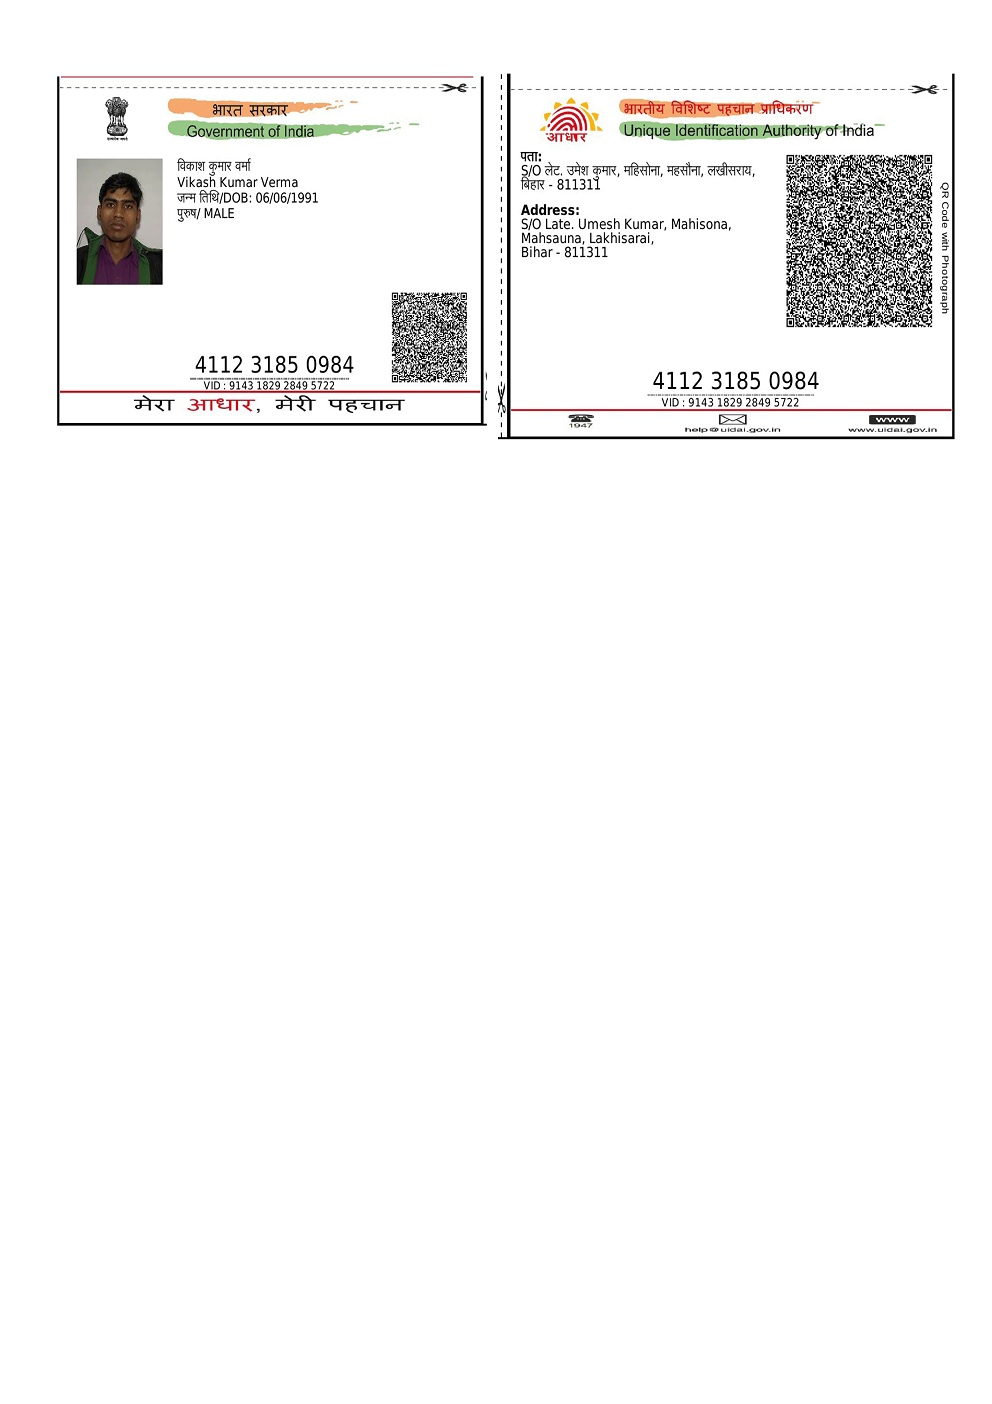 भारत सरकार
Government of India
विकाश कुमार वर्मा
Vikash Kumar Verma
जन्म तिथि/DOB: 06/06/1991
पुरुष/ MALE
4112 3185 0984
VID : 9143 1829 2849 5722
मेरा आधार, मेरी पहचान
भारतीय विशिष्ट पहचान प्राधिकरण
Unique Identification Authority of India
आधार
पता:
S/O लेट. उमेश कुमार, महिसोना, महसौना, लखीसराय,
बिहार - 811311
Address:
S/O Late. Umesh Kumar, Mahisona,
Mahsauna, Lakhisarai,
Bihar - 811311
QR Code with Photograph
4112 3185 0984
VID : 9143 1829 2849 5722
1947
help@uidai.gov.in
www
www.uidai.gov.in